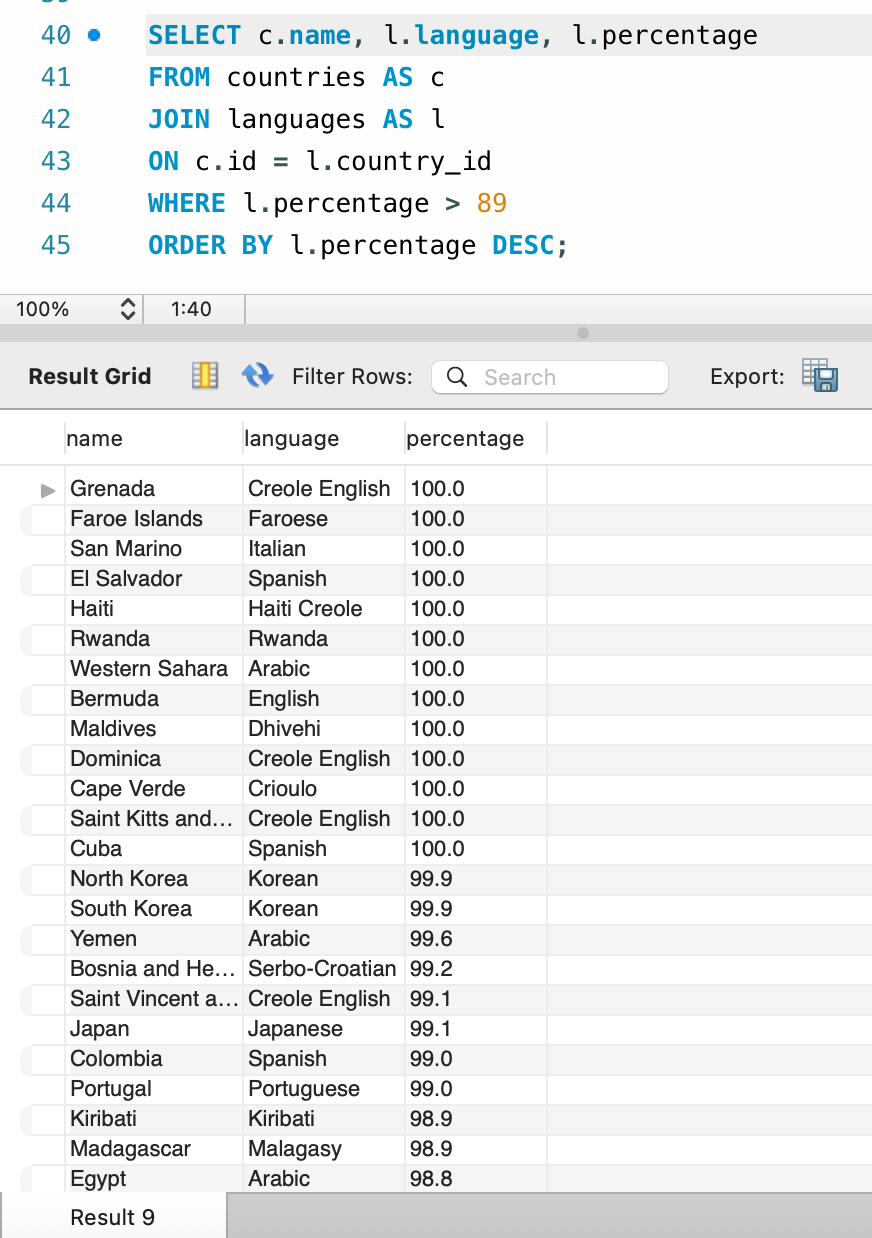 40 SELECT c.name, l.language, l.percentage
41 FROM countries AS c
42 JOIN languages AS l
43 ON c.id = l.country_id
44 WHERE l.percentage > 89
45 ORDER BY l.percentage DESC;
100% 1:40
Result Grid Filter Rows: Search Export:
name language percentage
Grenada Creole English 100.0
Faroe Islands Faroese 100.0
San Marino Italian 100.0
El Salvador Spanish 100.0
Haiti Haiti Creole 100.0
Rwanda Rwanda 100.0
Western Sahara Arabic 100.0
Bermuda English 100.0
Maldives Dhivehi 100.0
Dominica Creole English 100.0
Cape Verde Crioulo 100.0
Saint Kitts and... Creole English 100.0
Cuba Spanish 100.0
North Korea Korean 99.9
South Korea Korean 99.9
Yemen Arabic 99.6
Bosnia and He... Serbo-Croatian 99.2
Saint Vincent a... Creole English 99.1
Japan Japanese 99.1
Colombia Spanish 99.0
Portugal Portuguese 99.0
Kiribati Kiribati 98.9
Madagascar Malagasy 98.9
Egypt Arabic 98.8
Result 9